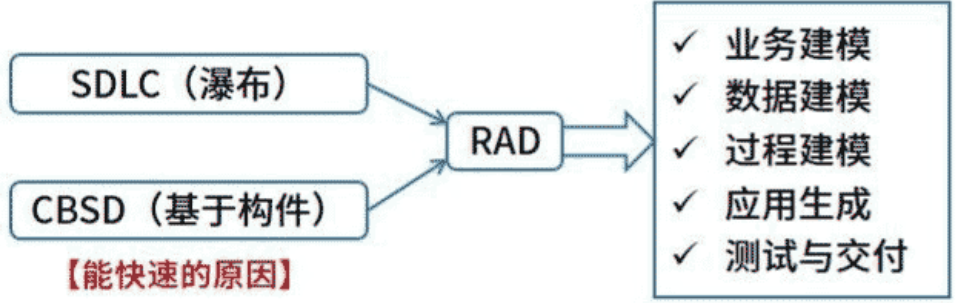 SDLC（瀑布）
CBSD（基于构件）
【能快速的原因】
RAD
✓ 业务建模
✓ 数据建模
✓ 过程建模
✓ 应用生成
✓ 测试与交付